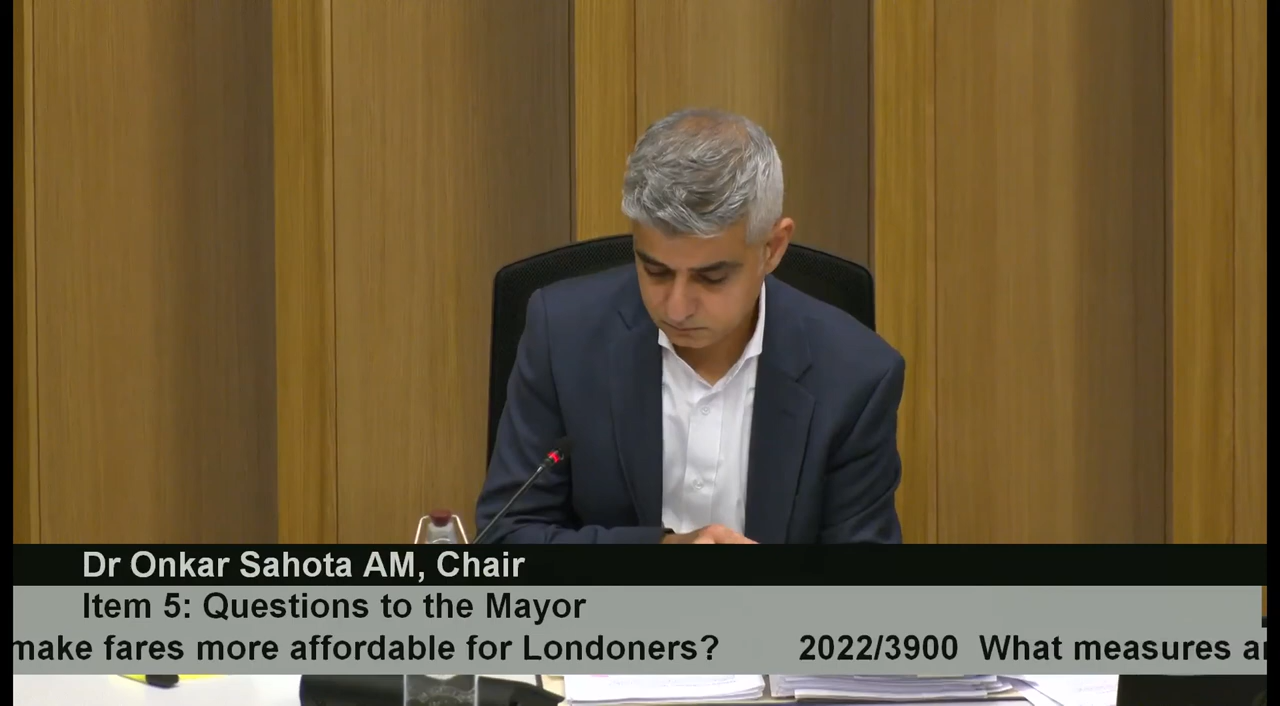 Dr Onkar Sahota AM, Chair
Item 5: Questions to the Mayor
make fares more affordable for Londoners? 2022/3900 What measures